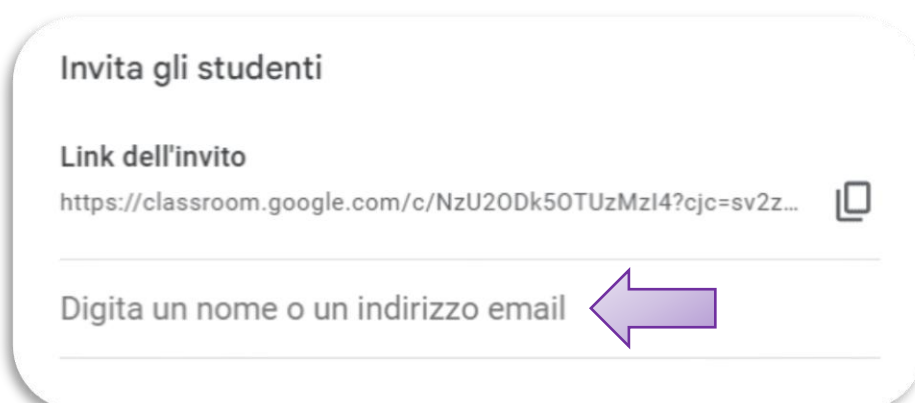 Invita gli studenti
Link dell'invito
https://classroom.google.com/c/NzU2ODk5OTUzMzI4?cjc=sv2z...
Digita un nome o un indirizzo email